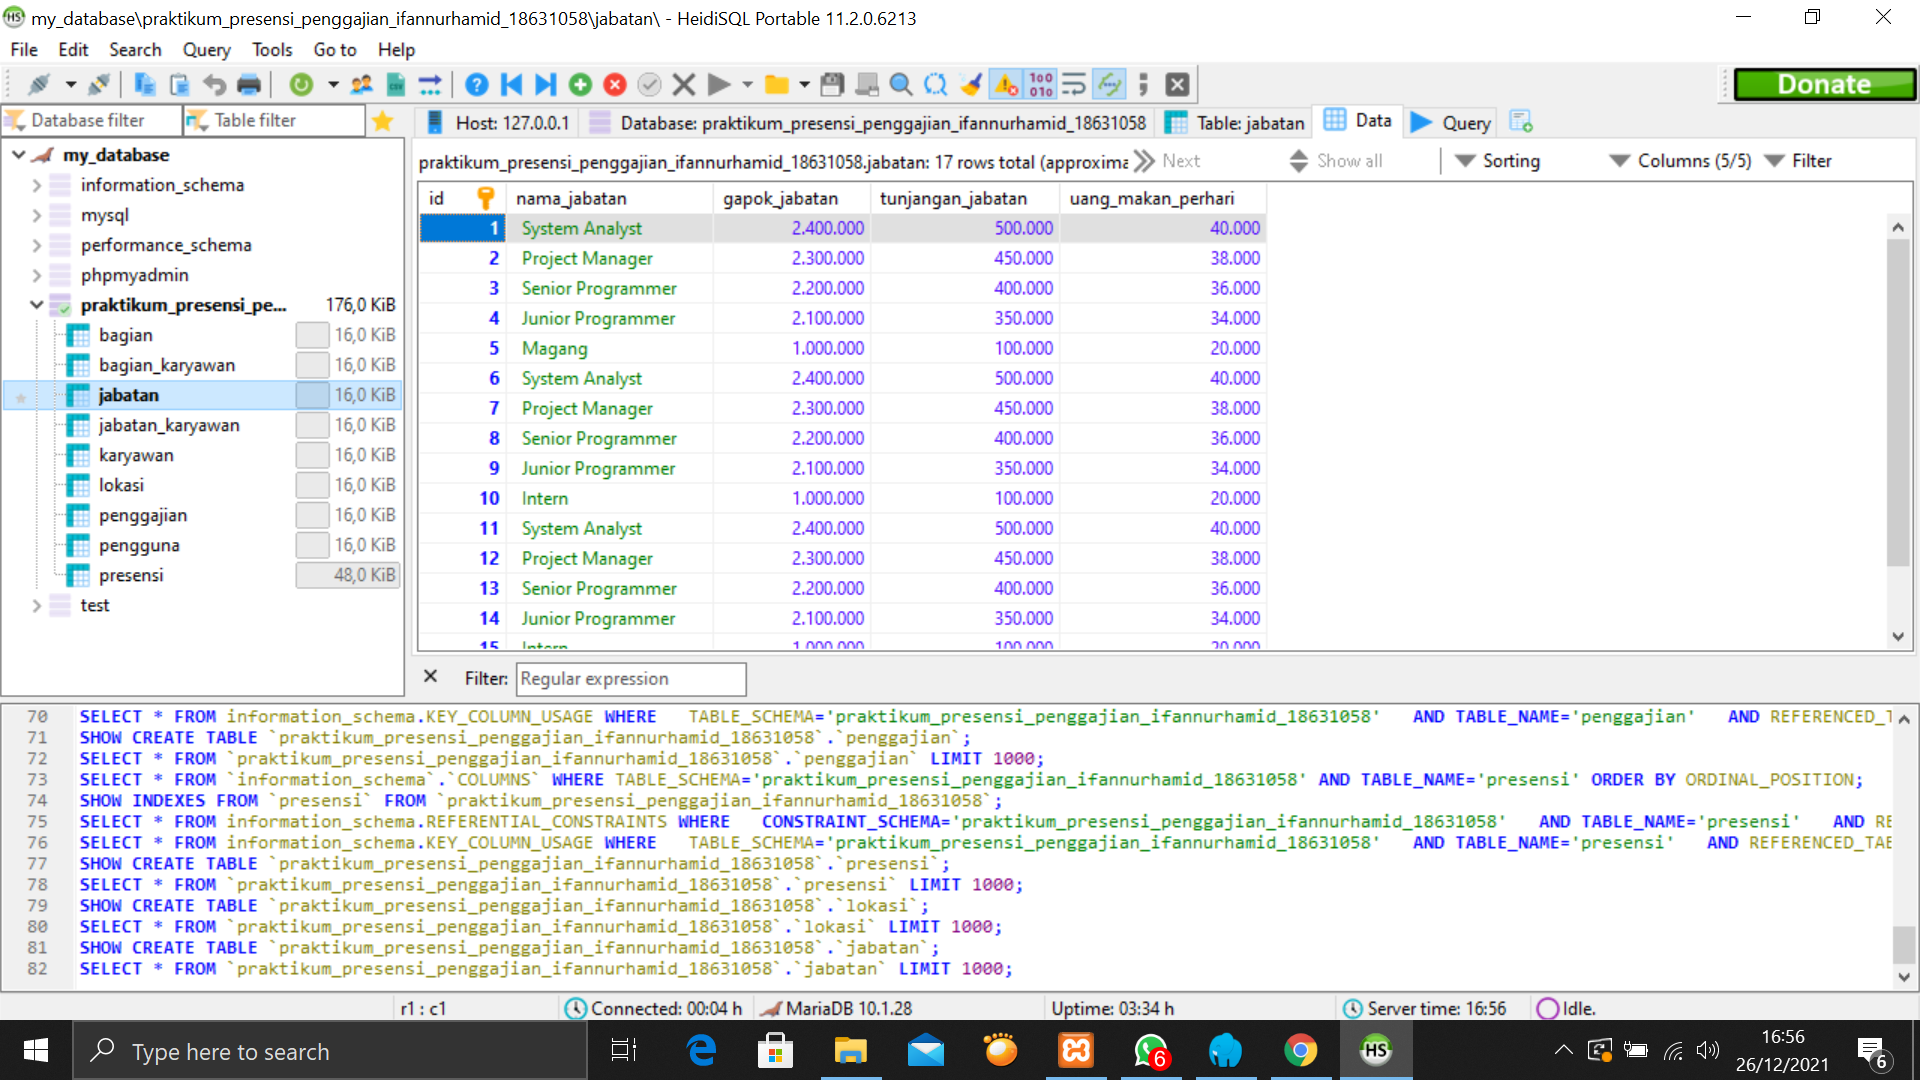 my_database\praktikum_presensi_penggajian_ifannurhamid_18631058\jabatan\ - HeidiSQL Portable 11.2.0.6213
File Edit Search Query Tools Go to Help
Donate
Database filter Table filter
Host: 127.0.0.1 Database: praktikum_presensi_penggajian_ifannurhamid_18631058 Table: jabatan Data Query
my_database
information_schema
mysql
performance_schema
phpmyadmin
praktikum_presensi_pe... 176,0 KiB
bagian 16,0 KiB
bagian_karyawan 16,0 KiB
jabatan 16,0 KiB
jabatan_karyawan 16,0 KiB
karyawan 16,0 KiB
lokasi 16,0 KiB
penggajian 16,0 KiB
pengguna 16,0 KiB
presensi 48,0 KiB
test
praktikum_presensi_penggajian_ifannurhamid_18631058.jabatan: 17 rows total (approxima Next Show all Sorting Columns (5/5) Filter
id nama_jabatan gapok_jabatan tunjangan_jabatan uang_makan_perhari
1 System Analyst 2.400.000 500.000 40.000
2 Project Manager 2.300.000 450.000 38.000
3 Senior Programmer 2.200.000 400.000 36.000
4 Junior Programmer 2.100.000 350.000 34.000
5 Magang 1.000.000 100.000 20.000
6 System Analyst 2.400.000 500.000 40.000
7 Project Manager 2.300.000 450.000 38.000
8 Senior Programmer 2.200.000 400.000 36.000
9 Junior Programmer 2.100.000 350.000 34.000
10 Intern 1.000.000 100.000 20.000
11 System Analyst 2.400.000 500.000 40.000
12 Project Manager 2.300.000 450.000 38.000
13 Senior Programmer 2.200.000 400.000 36.000
14 Junior Programmer 2.100.000 350.000 34.000
15 Intern 1.000.000 100.000 20.000
Filter: Regular expression
70 SELECT * FROM information_schema.KEY_COLUMN_USAGE WHERE TABLE_SCHEMA='praktikum_presensi_penggajian_ifannurhamid_18631058' AND TABLE_NAME='penggajian' AND REFERENCED_T
71 SHOW CREATE TABLE `praktikum_presensi_penggajian_ifannurhamid_18631058`.`penggajian`;
72 SELECT * FROM `praktikum_presensi_penggajian_ifannurhamid_18631058`.`penggajian` LIMIT 1000;
73 SELECT * FROM `information_schema`.`COLUMNS` WHERE TABLE_SCHEMA='praktikum_presensi_penggajian_ifannurhamid_18631058' AND TABLE_NAME='presensi' ORDER BY ORDINAL_POSITION;
74 SHOW INDEXES FROM `presensi` FROM `praktikum_presensi_penggajian_ifannurhamid_18631058`;
75 SELECT * FROM information_schema.REFERENTIAL_CONSTRAINTS WHERE CONSTRAINT_SCHEMA='praktikum_presensi_penggajian_ifannurhamid_18631058' AND TABLE_NAME='presensi' AND RE
76 SELECT * FROM information_schema.KEY_COLUMN_USAGE WHERE TABLE_SCHEMA='praktikum_presensi_penggajian_ifannurhamid_18631058' AND TABLE_NAME='presensi' AND REFERENCED_TAE
77 SHOW CREATE TABLE `praktikum_presensi_penggajian_ifannurhamid_18631058`.`presensi`;
78 SELECT * FROM `praktikum_presensi_penggajian_ifannurhamid_18631058`.`presensi` LIMIT 1000;
79 SHOW CREATE TABLE `praktikum_presensi_penggajian_ifannurhamid_18631058`.`lokasi`;
80 SELECT * FROM `praktikum_presensi_penggajian_ifannurhamid_18631058`.`lokasi` LIMIT 1000;
81 SHOW CREATE TABLE `praktikum_presensi_penggajian_ifannurhamid_18631058`.`jabatan`;
82 SELECT * FROM `praktikum_presensi_penggajian_ifannurhamid_18631058`.`jabatan` LIMIT 1000;
r1 : c1 Connected: 00:04 h MariaDB 10.1.28 Uptime: 03:34 h Server time: 16:56 Idle.
Type here to search
6
HS
16:56
26/12/2021
6